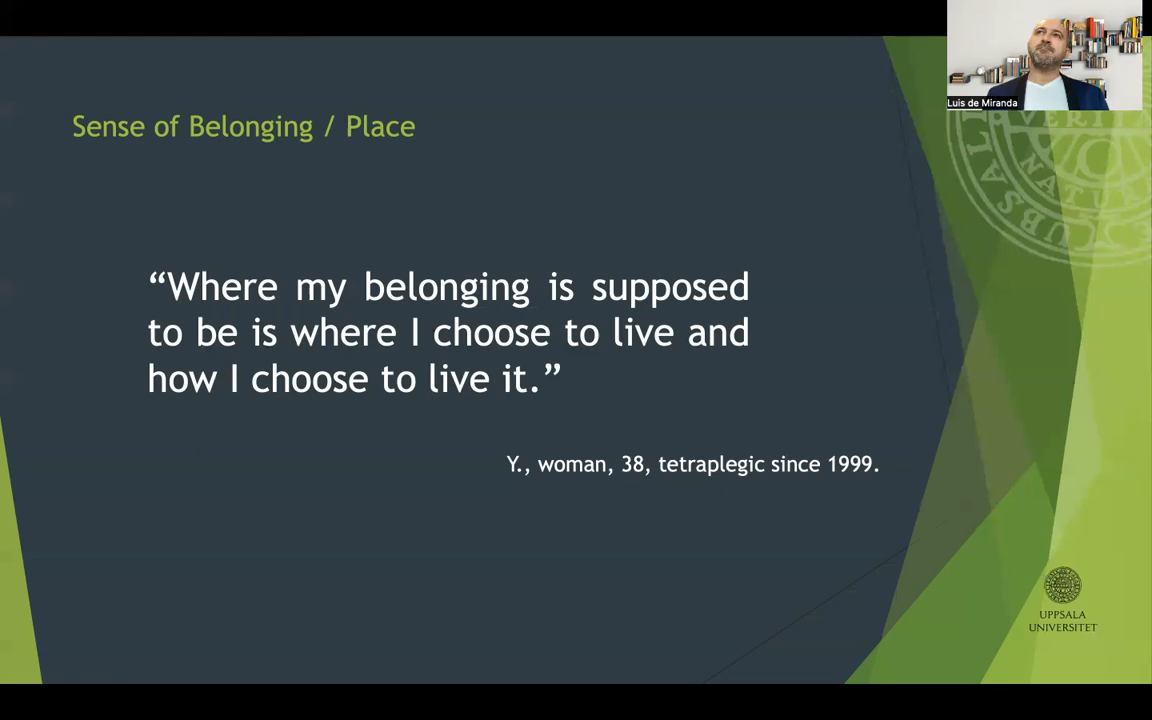 Luis de Miranda
Sense of Belonging / Place
“Where my belonging is supposed
to be is where I choose to live and
how I choose to live it.”
Y., woman, 38, tetraplegic since 1999.
UPPSALA
UNIVERSITET